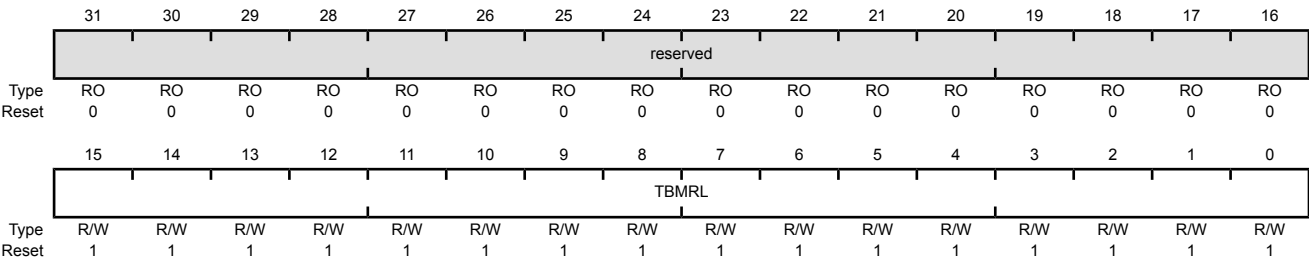 31 30 29 28 27 26 25 24 23 22 21 20 19 18 17 16
reserved
Type RO RO RO RO RO RO RO RO RO RO RO RO RO RO RO RO
Reset 0 0 0 0 0 0 0 0 0 0 0 0 0 0 0 0
15 14 13 12 11 10 9 8 7 6 5 4 3 2 1 0
TBMRL
Type R/W R/W R/W R/W R/W R/W R/W R/W R/W R/W R/W R/W R/W R/W R/W R/W
Reset 1 1 1 1 1 1 1 1 1 1 1 1 1 1 1 1